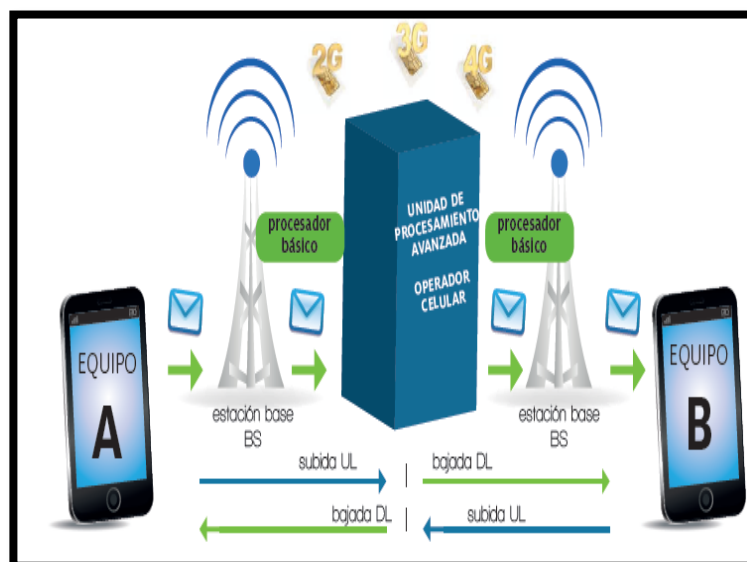 2G
3G
4G
procesador
básico
UNIDAD DE
PROCESAMIENTO
AVANZADA
OPERADOR
CELULAR
procesador
básico
EQUIPO
A
EQUIPO
B
estación base
BS
estación base
BS
subida UL
bajada DL
bajada DL
subida UL